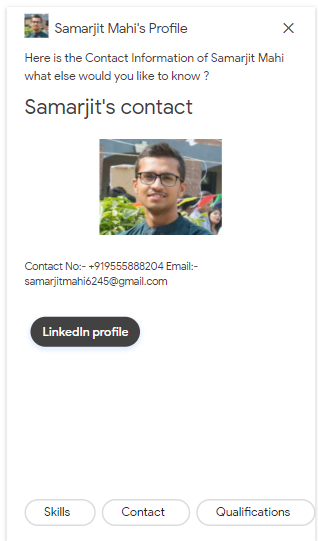 Samarjit Mahi's Profile
Here is the Contact Information of Samarjit Mahi
what else would you like to know ?
Samarjit's contact
Contact No:- +919555888204 Email:-
samarjitmahi6245@gmail.com
LinkedIn profile
Skills Contact Qualifications